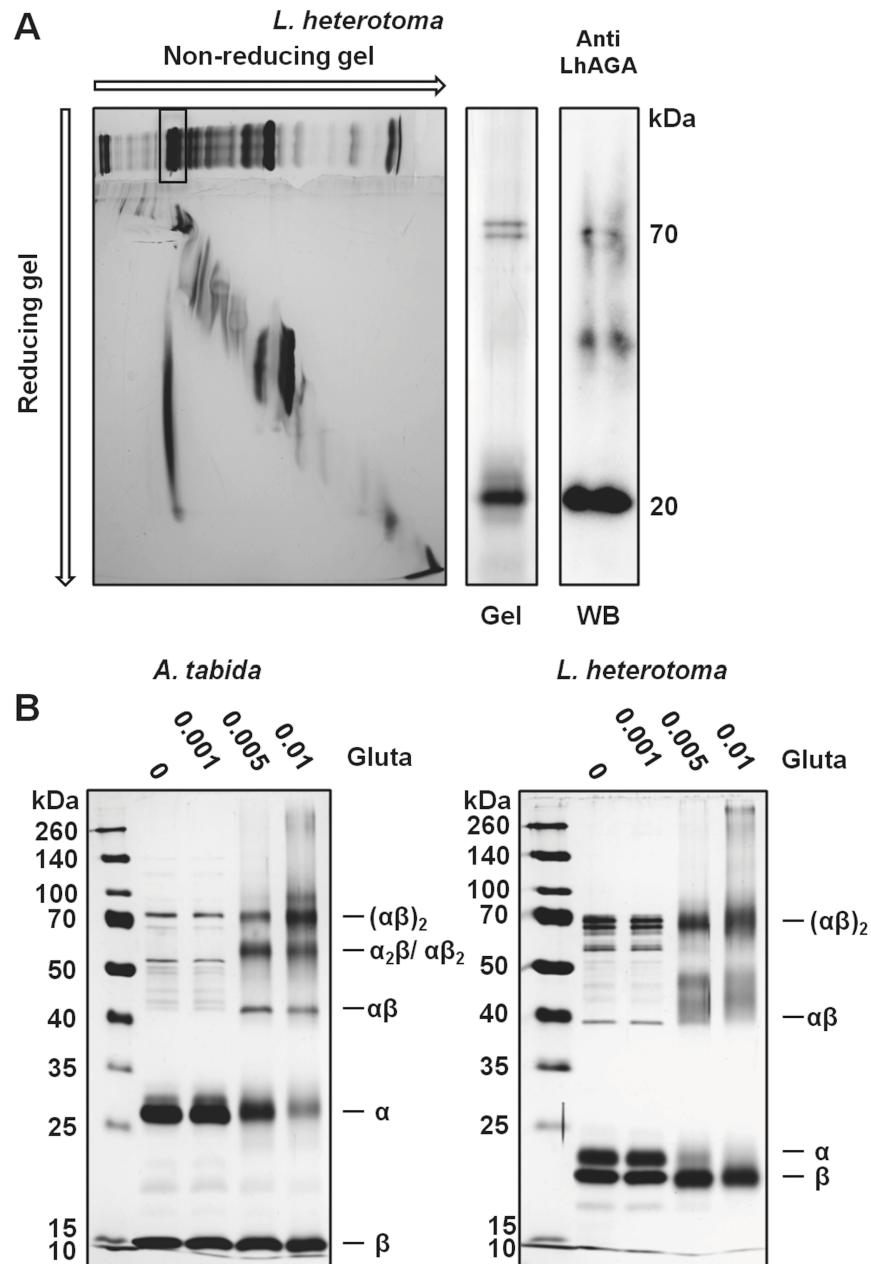 A
L. heterotoma
Non-reducing gel
Anti
LhAGA
Reducing gel
kDa
70
20
Gel
WB
B
A. tabida
0
0.001
0.005
0.01
Gluta
kDa
260
140
100
70
50
40
35
25
15
10
(αβ)₂
α₂β/ αβ₂
αβ
α
β
L. heterotoma
0
0.001
0.005
0.01
Gluta
kDa
260
140
100
70
50
40
35
25
15
10
(αβ)₂
αβ
α
β